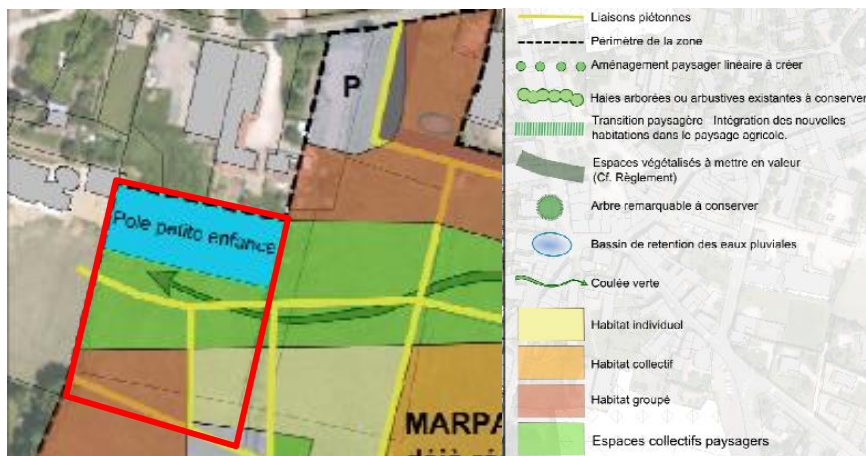 P
Pole petite enfance
MARPA
déjà ré
Liaisons piétonnes
Périmètre de la zone
Aménagement paysager linéaire à créer
Haies arborées ou arbustives existantes à conserver
Transition paysagère - Intégration des nouvelles
habitations dans le paysage agricole.
Espaces végétalisés à mettre en valeur
(Cf. Règlement)
Arbre remarquable à conserver
Bassin de retention des eaux pluviales
Coulée verte
Habitat individuel
Habitat collectif
Habitat groupé
Espaces collectifs paysagers